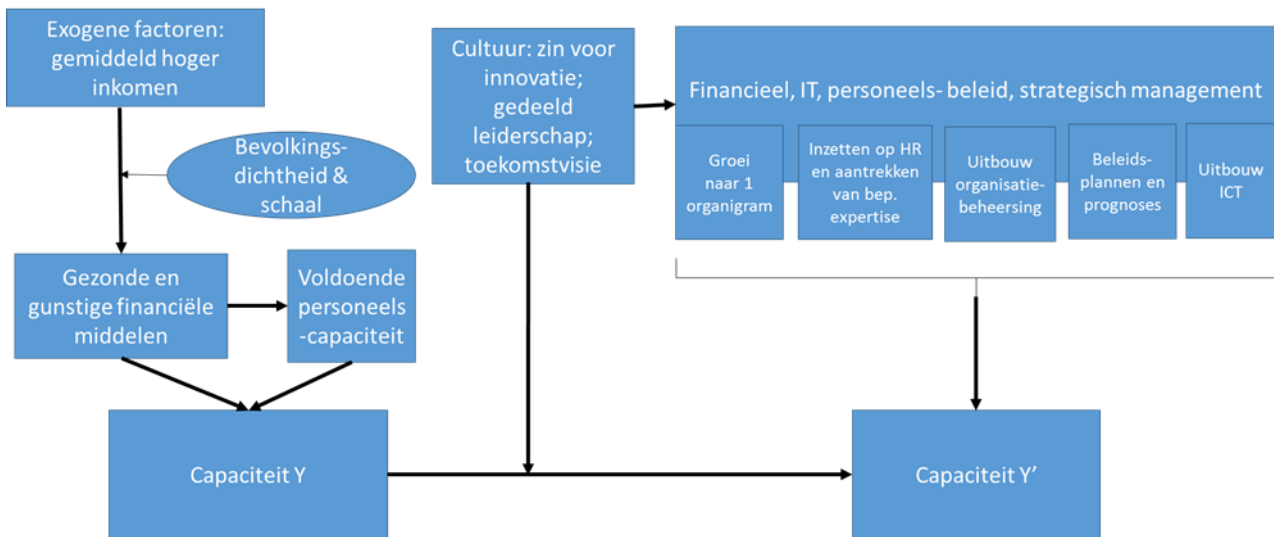 Exogene factoren:
gemiddeld hoger
inkomen
Bevolkings-
dichtheid &
schaal
Gezonde en
gunstige financiële
middelen
Voldoende
personeels
-capaciteit
Capaciteit Y
Cultuur: zin voor
innovatie;
gedeeld
leiderschap;
toekomstvisie
Financieel, IT, personeels- beleid, strategisch management
Groei
naar 1
organigram
Inzetten op HR
en aantrekken
van bep.
expertise
Uitbouw
organisatie-
beheersing
Beleids-
plannen en
prognoses
Uitbouw
ICT
Capaciteit Y’